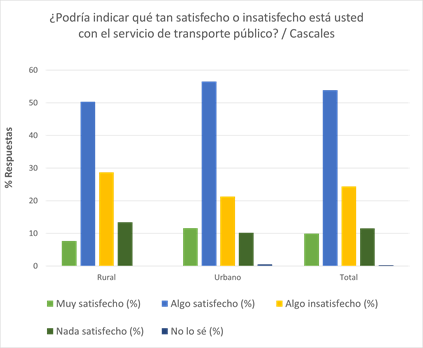 ¿Podría indicar qué tan satisfecho o insatisfecho está usted
con el servicio de transporte público? / Cascales
% Respuestas
60
50
40
30
20
10
0
Rural
Urbano
Total
Muy satisfecho (%)
Algo satisfecho (%)
Algo insatisfecho (%)
Nada satisfecho (%)
No lo sé (%)